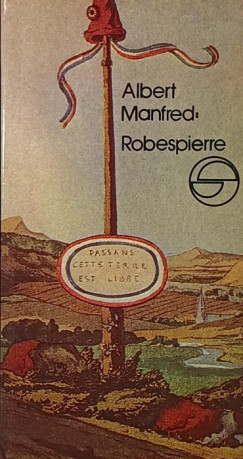 Albert
Manfred:
Robespierre
PASSANS
CETTE TERRE
EST LIBRE